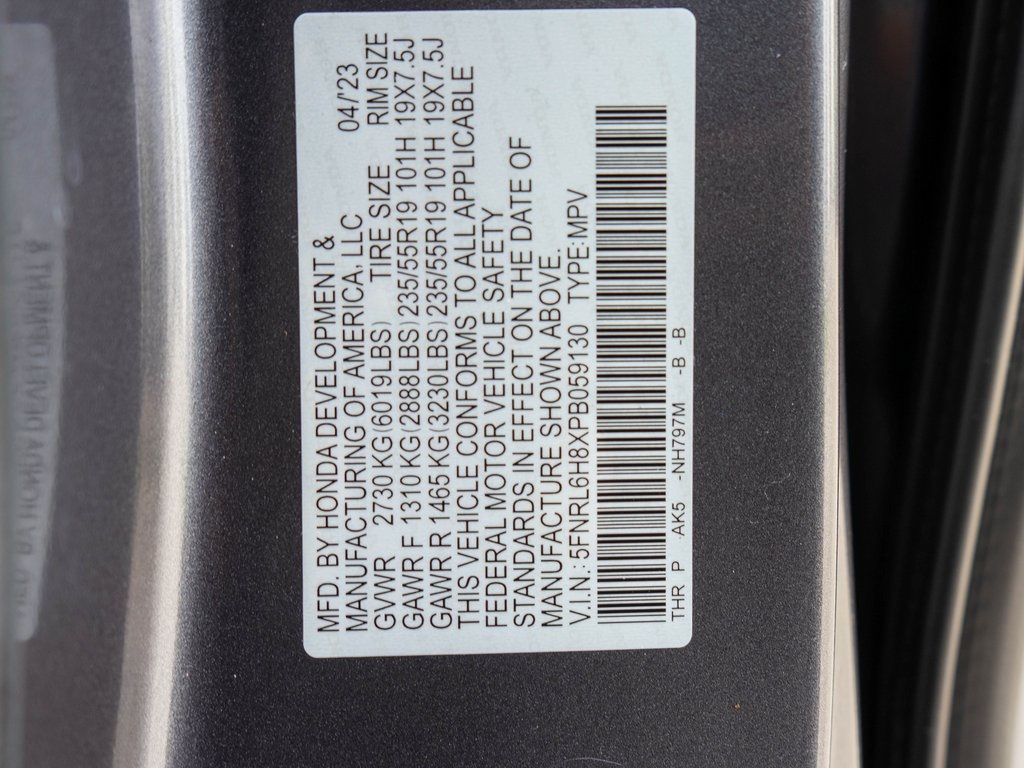 MFD. BY HONDA DEVELOPMENT &
MANUFACTURING OF AMERICA, LLC 04/'23
GVWR 2730 KG(6019LBS) TIRE SIZE RIM SIZE
GAWR F 1310 KG(2888LBS) 235/55R19 101H 19X7.5J
GAWR R 1465 KG(3230LBS) 235/55R19 101H 19X7.5J
THIS VEHICLE CONFORMS TO ALL APPLICABLE
FEDERAL MOTOR VEHICLE SAFETY
STANDARDS IN EFFECT ON THE DATE OF
MANUFACTURE SHOWN ABOVE.
V.I.N.: 5FNRL6H8XPB059130 TYPE: MPV
THR P -AK5 -NH797M -B -B